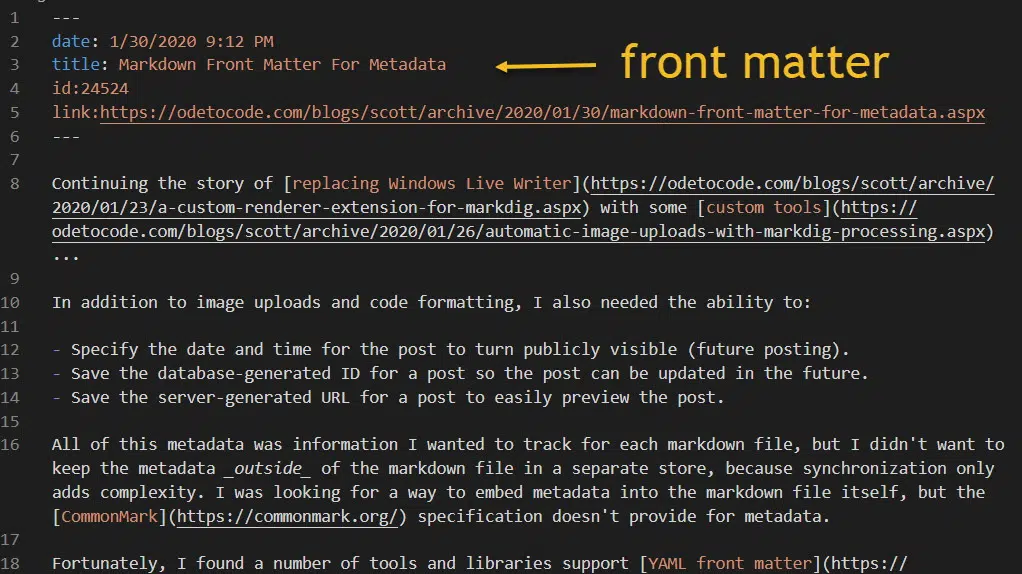 1 ---
2 date: 1/30/2020 9:12 PM
3 title: Markdown Front Matter For Metadata
front matter
4 id:24524
5 link:https://odetocode.com/blogs/scott/archive/2020/01/30/markdown-front-matter-for-metadata.aspx
6 ---
7
8 Continuing the story of [replacing Windows Live Writer](https://odetocode.com/blogs/scott/archive/
2020/01/23/a-custom-renderer-extension-for-markdig.aspx) with some [custom tools](https://
odetocode.com/blogs/scott/archive/2020/01/26/automatic-image-uploads-with-markdig-processing.aspx)
...
9
10 In addition to image uploads and code formatting, I also needed the ability to:
11
12 - Specify the date and time for the post to turn publicly visible (future posting).
13 - Save the database-generated ID for a post so the post can be updated in the future.
14 - Save the server-generated URL for a post to easily preview the post.
15
16 All of this metadata was information I wanted to track for each markdown file, but I didn't want to
keep the metadata _outside_ of the markdown file in a separate store, because synchronization only
adds complexity. I was looking for a way to embed metadata into the markdown file itself, but the
[CommonMark](https://commonmark.org/) specification doesn't provide for metadata.
17
18 Fortunately, I found a number of tools and libraries support [YAML front matter](https://